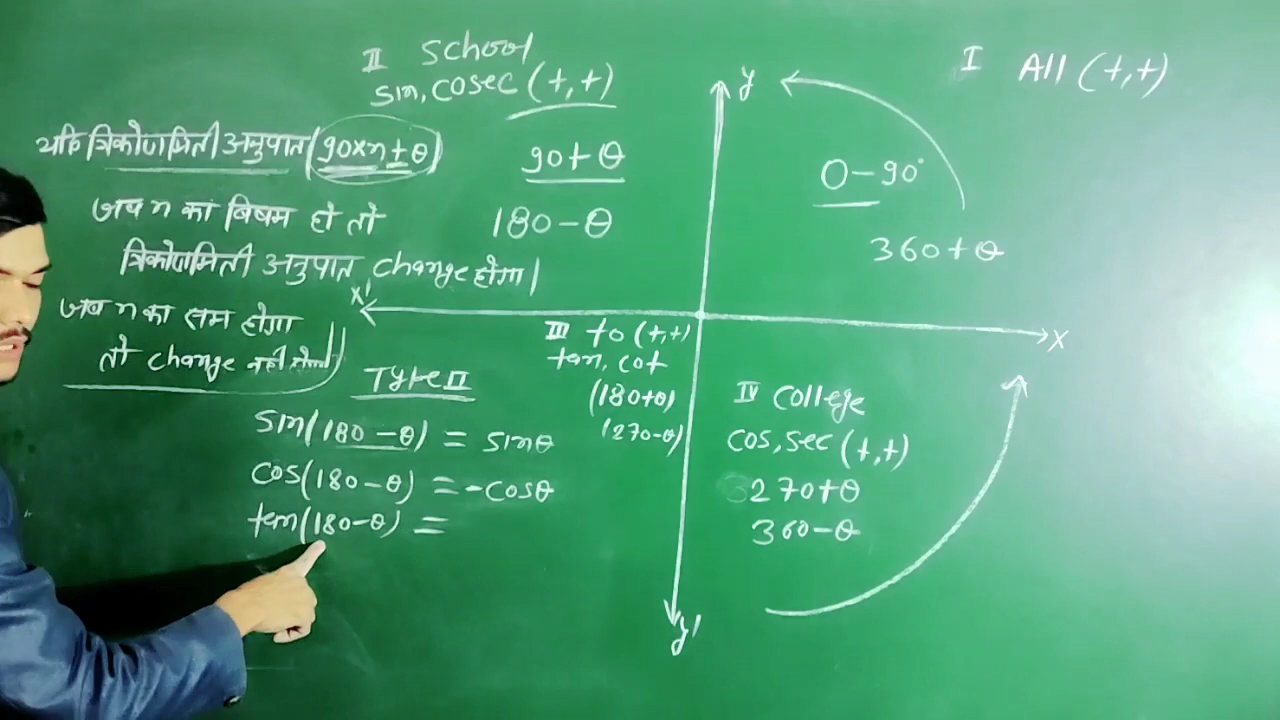 II School
sin, cosec (+,+)
I All (+,+)
y
यदि त्रिकोणमिती अनुपात (90×n±θ)
90+θ
0-90°
जब n का बिषम हो तो
180-θ
360+θ
त्रिकोणमिती अनुपात change होगा।
x'
x
जब n का सम होगा
तो change नही होगा
III to (+,+)
tan, cot
(180+θ)
(270-θ)
Type II
IV college
cos, sec (+,+)
270+θ
360-θ
sin(180-θ) = sinθ
cos(180-θ) = -cosθ
tan(180-θ) =
y'